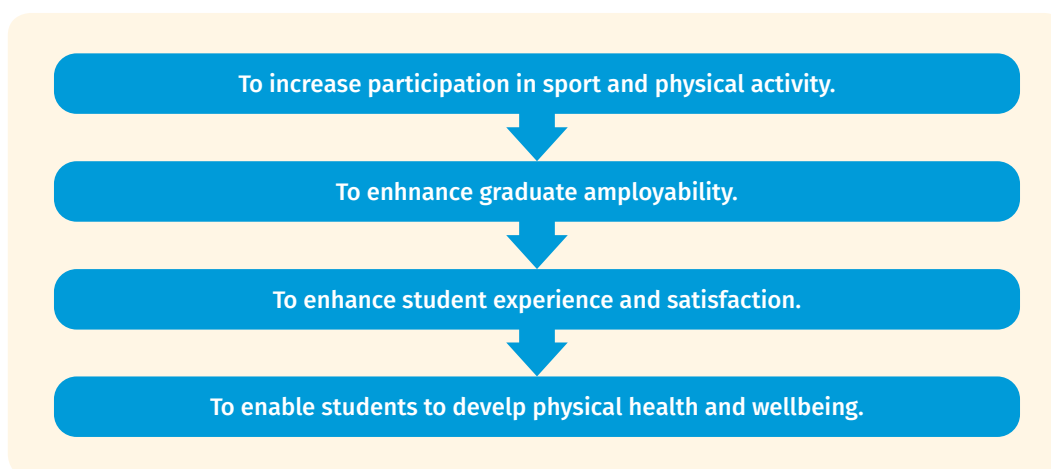 To increase participation in sport and physical activity.
To enhnance graduate amployability.
To enhance student experience and satisfaction.
To enable students to develp physical health and wellbeing.